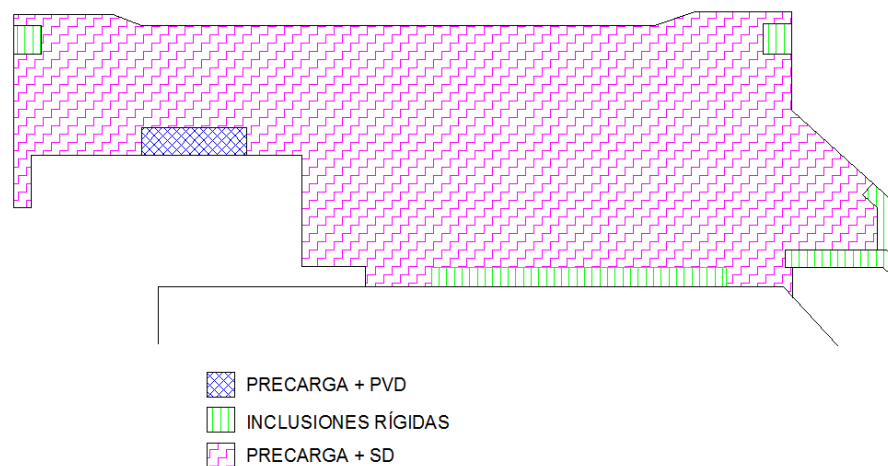 PRECARGA + PVD
INCLUSIONES RÍGIDAS
PRECARGA + SD